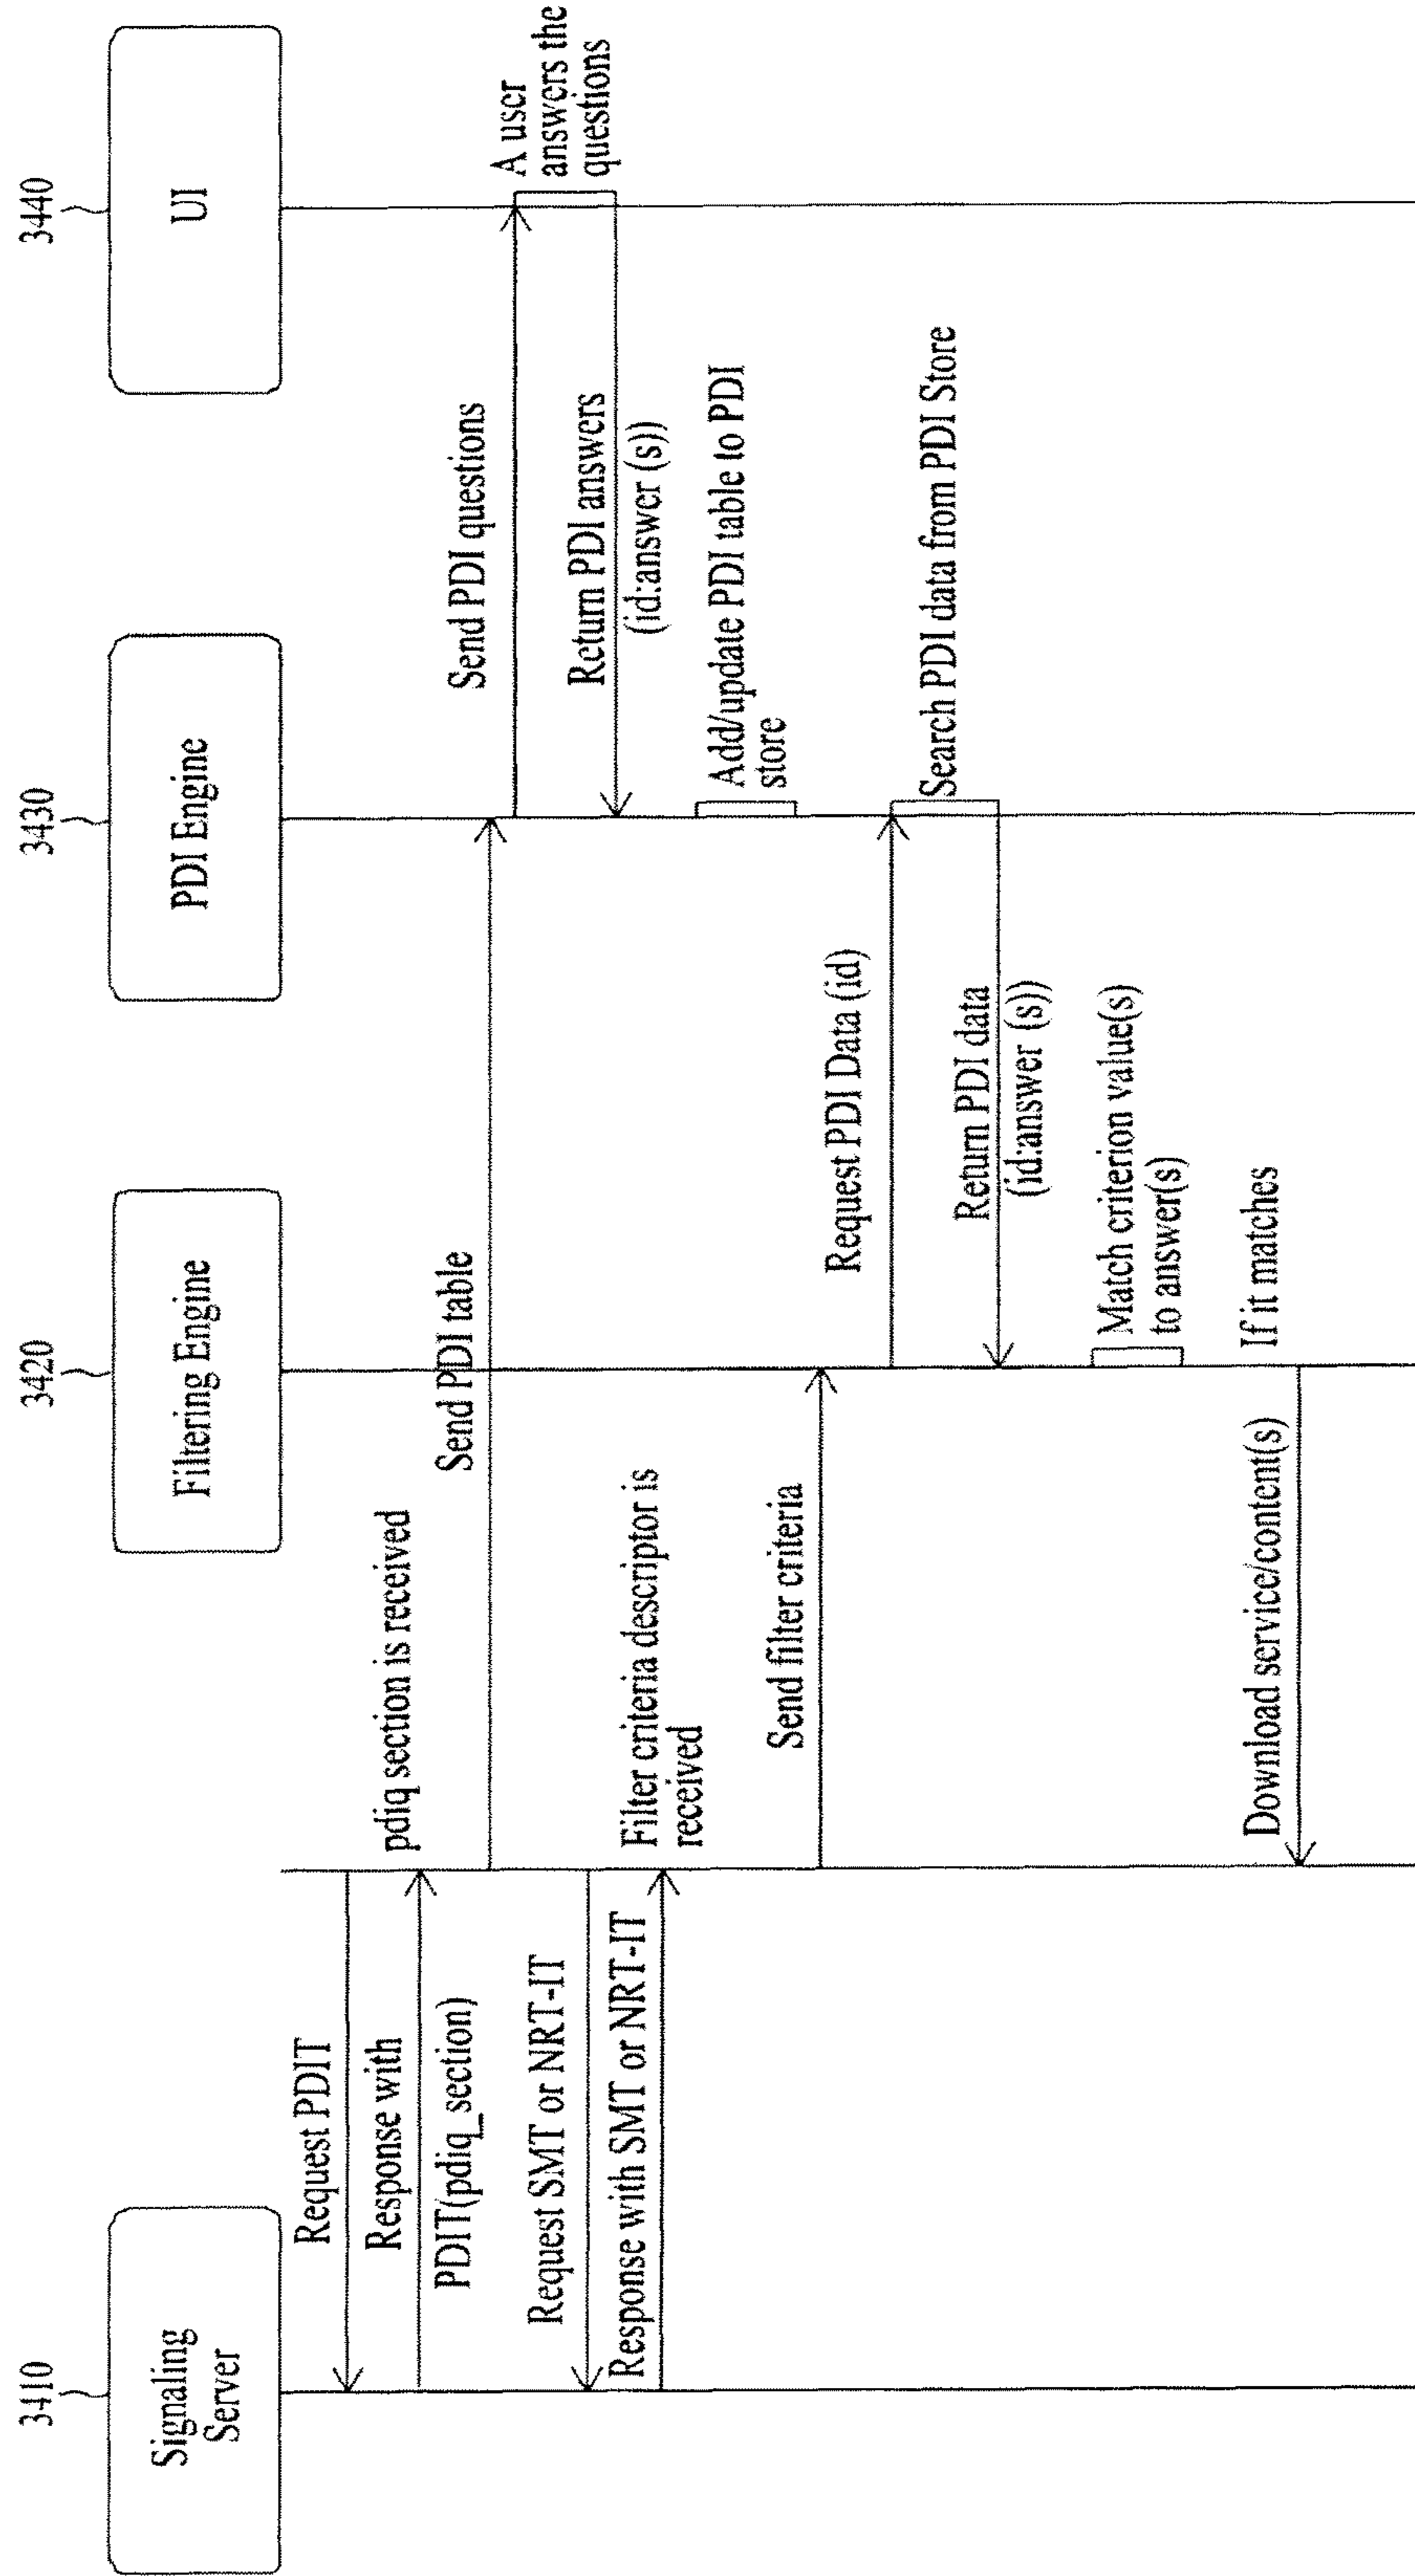 3410
Signaling
Server
3420
Filtering Engine
3430
PDI Engine
3440
UI
Request PDIT
Response with
PDIT(pdiq_section)
pdiq section is received
Send PDI table
Send PDI questions
A user
answers the
questions
Request SMT or NRT-IT
Return PDI answers
(id:answer (s))
Response with SMT or NRT-IT
Filter criteria descriptor is
received
Add/update PDI table to PDI
store
Send filter criteria
Request PDI Data (id)
Search PDI data from PDI Store
Return PDI data
(id:answer (s))
Match criterion value(s)
to answer(s)
If it matches
Download service/content(s)